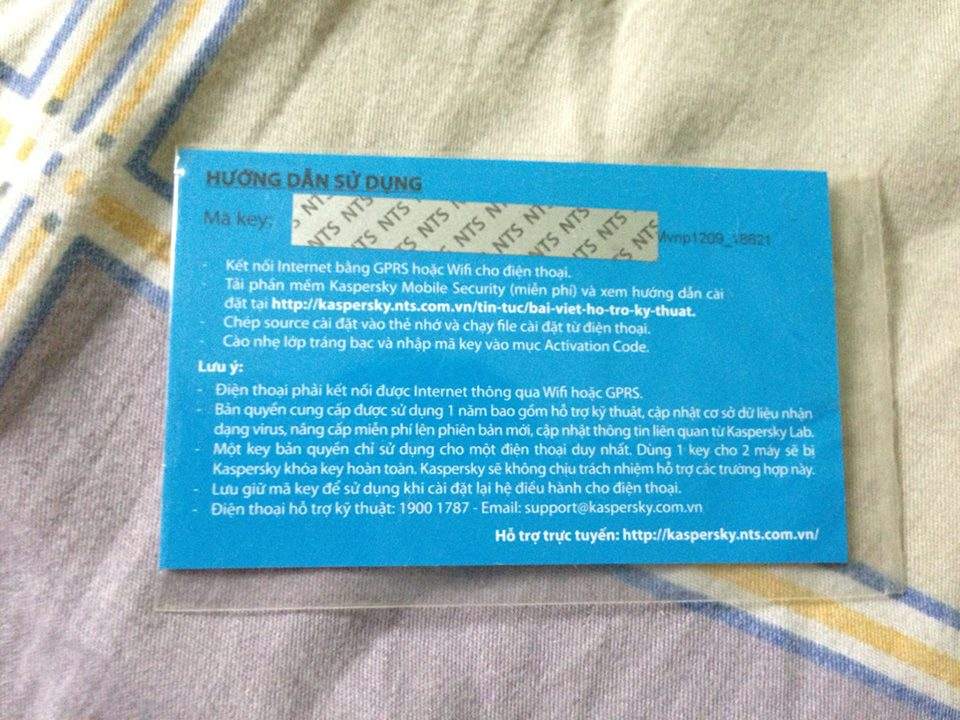 HƯỚNG DẪN SỬ DỤNG
Mã key: NTS NTS NTS NTS NTS NTS NTS NTS NTS NTS NTS NTS NTS NTS Mvnp1209_18821
- Kết nối Internet bằng GPRS hoặc Wifi cho điện thoại.
- Tải phần mềm Kaspersky Mobile Security (miễn phí) và xem hướng dẫn cài
đặt tại http://kaspersky.nts.com.vn/tin-tuc/bai-viet-ho-tro-ky-thuat.
- Chép source cài đặt vào thẻ nhớ và chạy file cài đặt từ điện thoại.
- Cào nhẹ lớp tráng bạc và nhập mã key vào mục Activation Code.
Lưu ý:
- Điện thoại phải kết nối được Internet thông qua Wifi hoặc GPRS.
- Bản quyền cung cấp được sử dụng 1 năm bao gồm hỗ trợ kỹ thuật, cập nhật cơ sở dữ liệu nhận
dạng virus, nâng cấp miễn phí lên phiên bản mới, cập nhật thông tin liên quan từ Kaspersky Lab.
- Một key bản quyền chỉ sử dụng cho một điện thoại duy nhất. Dùng 1 key cho 2 máy sẽ bị
Kaspersky khóa key hoàn toàn. Kaspersky sẽ không chịu trách nhiệm hỗ trợ các trường hợp này.
- Lưu giữ mã key để sử dụng khi cài đặt lại hệ điều hành cho điện thoại.
- Điện thoại hỗ trợ kỹ thuật: 1900 1787 - Email: support@kaspersky.com.vn
Hỗ trợ trực tuyến: http://kaspersky.nts.com.vn/